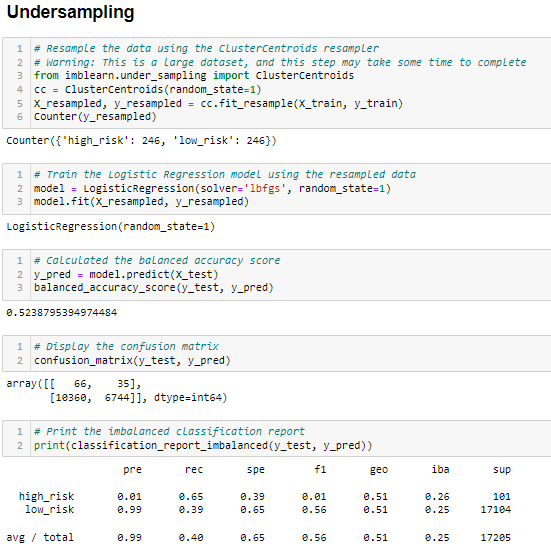 Undersampling
1 # Resample the data using the ClusterCentroids resampler
2 # Warning: This is a large dataset, and this step may take some time to complete
3 from imblearn.under_sampling import ClusterCentroids
4 cc = ClusterCentroids(random_state=1)
5 X_resampled, y_resampled = cc.fit_resample(X_train, y_train)
6 Counter(y_resampled)
Counter({'high_risk': 246, 'low_risk': 246})
1 # Train the Logistic Regression model using the resampled data
2 model = LogisticRegression(solver='lbfgs', random_state=1)
3 model.fit(X_resampled, y_resampled)
LogisticRegression(random_state=1)
1 # Calculated the balanced accuracy score
2 y_pred = model.predict(X_test)
3 balanced_accuracy_score(y_test, y_pred)
0.5238795394974484
1 # Display the confusion matrix
2 confusion_matrix(y_test, y_pred)
array([[   66,    35],
       [10360,  6744]], dtype=int64)
1 # Print the imbalanced classification report
2 print(classification_report_imbalanced(y_test, y_pred))
pre rec spe f1 geo iba sup
high_risk 0.01 0.65 0.39 0.01 0.51 0.26 101
low_risk 0.99 0.39 0.65 0.56 0.51 0.25 17104
avg / total 0.99 0.40 0.65 0.56 0.51 0.25 17205